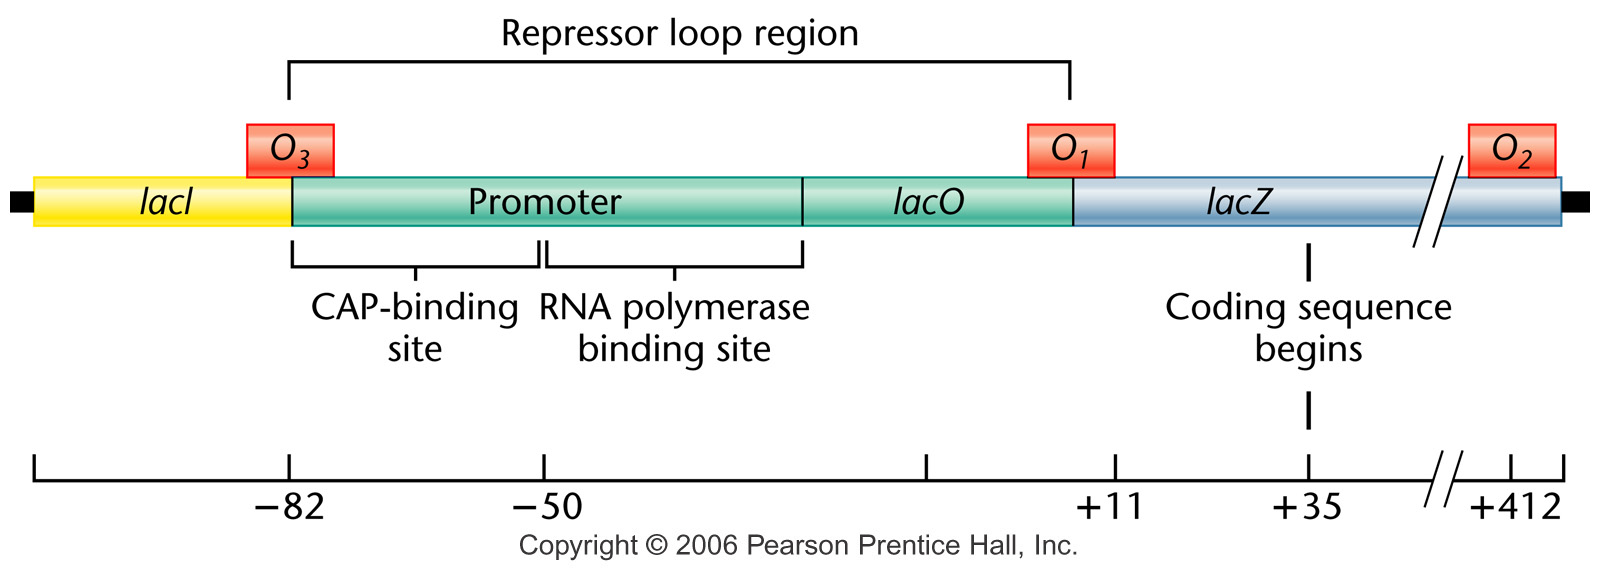 Repressor loop region
O3 O1 O2
lacI Promoter lacO lacZ
CAP-binding site
RNA polymerase binding site
Coding sequence begins
−82 −50 +11 +35 +412
Copyright © 2006 Pearson Prentice Hall, Inc.